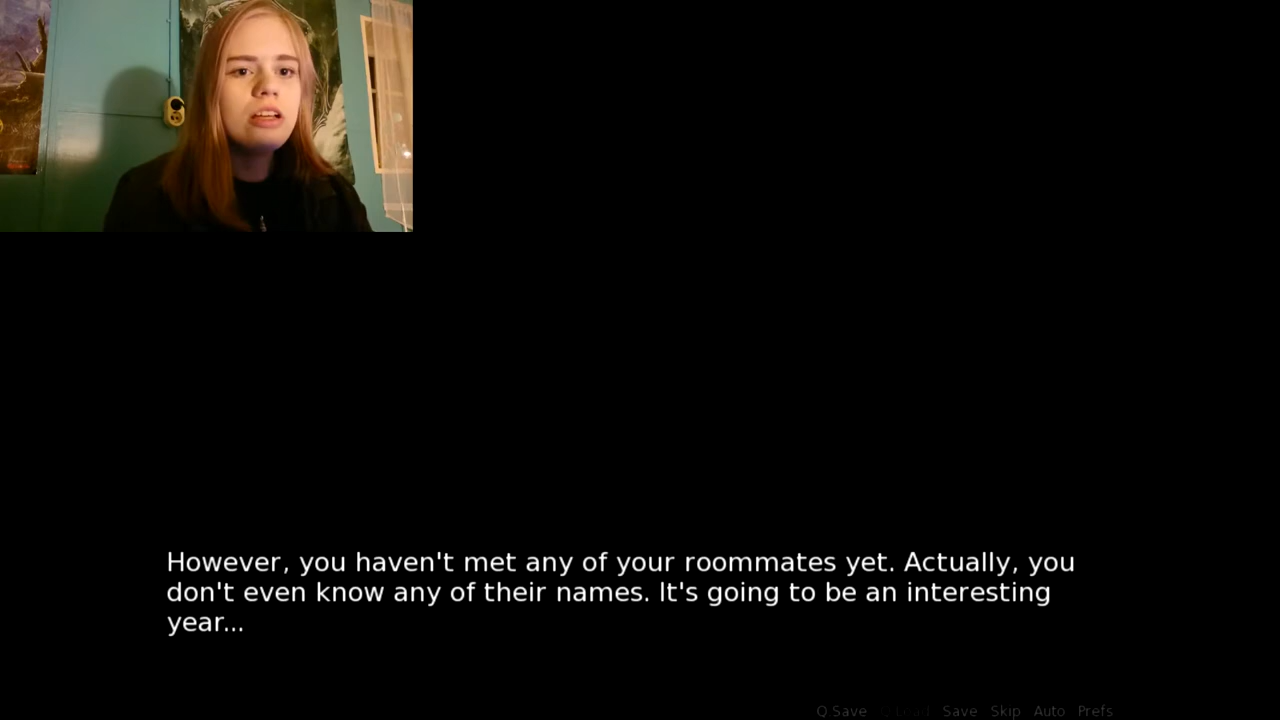 However, you haven't met any of your roommates yet. Actually, you
don't even know any of their names. It's going to be an interesting
year...
Q.Save Q.Load Save Skip Auto Prefs